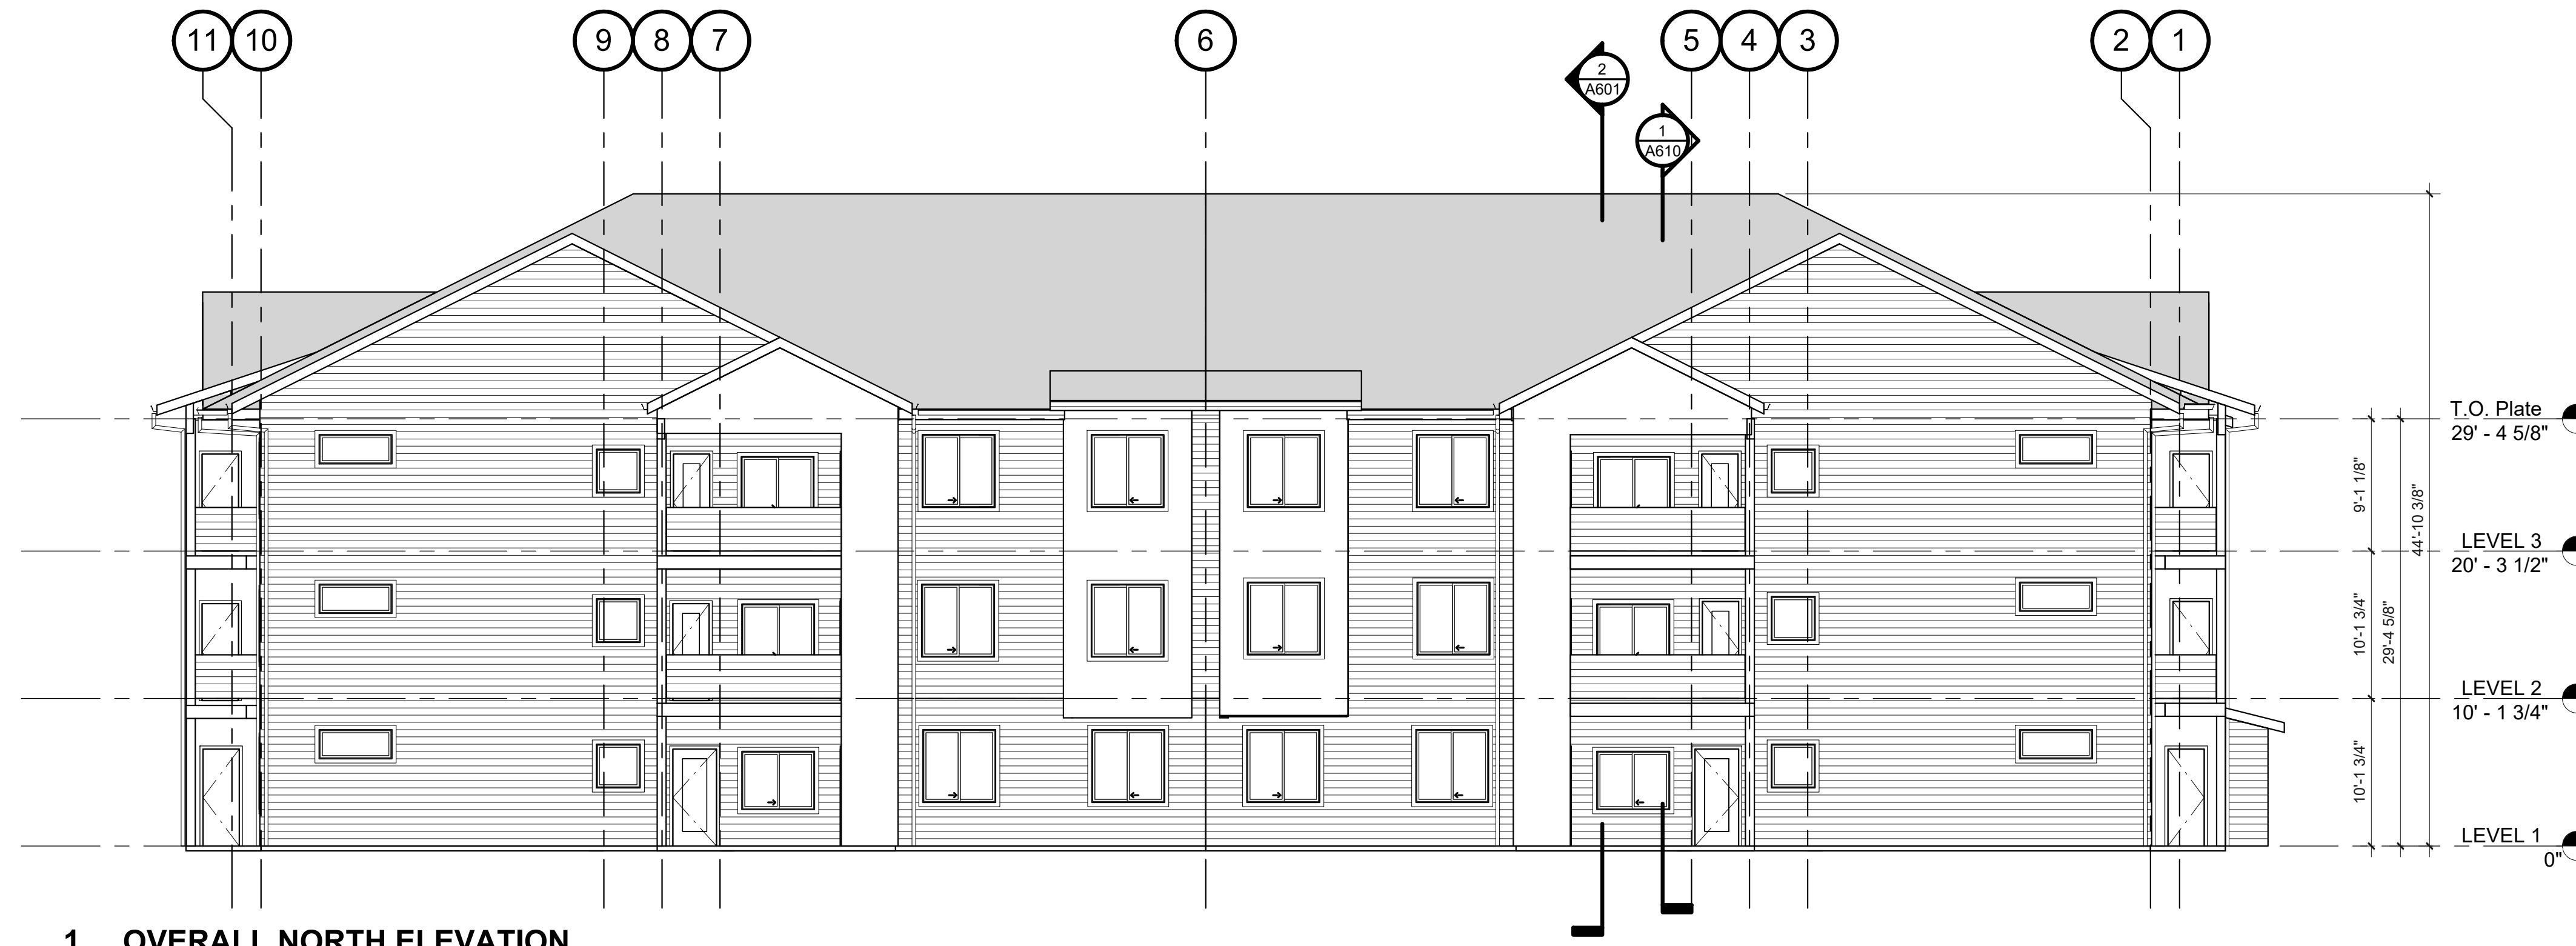 11 10 9 8 7 6 5 4 3 2 1
2
A601
1
A610
T.O. Plate
29' - 4 5/8"
9'-1 1/8"
44'-10 3/8"
LEVEL 3
20' - 3 1/2"
10'-1 3/4"
29'-4 5/8"
LEVEL 2
10' - 1 3/4"
10'-1 3/4"
LEVEL 1
0"
1 OVERALL NORTH ELEVATION